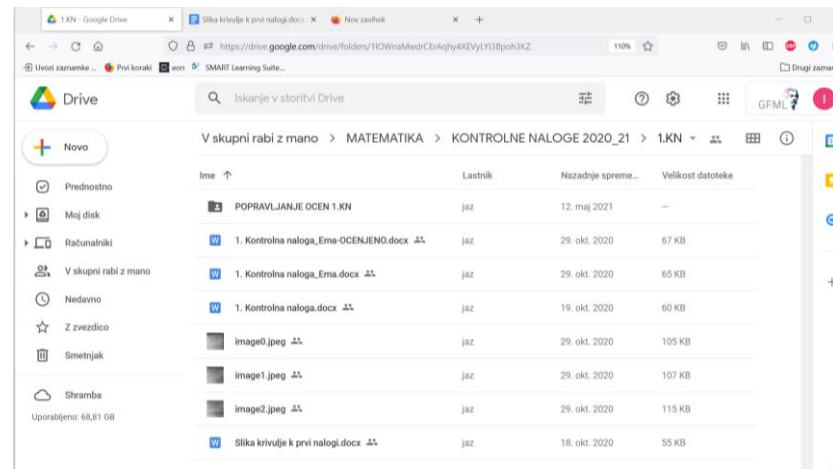 1.KN - Google Drive
Slika krivulje k prvi nalogi.docx
Nov zavihek
https://drive.google.com/drive/folders/
110%
Uvozi zaznamke ...
Prvi koraki
eon
SMART Learning Suite...
Drugi zaznam
Drive
Iskanje v storitvi Drive
GFML
Novo
V skupni rabi z mano > MATEMATIKA > KONTROLNE NALOGE 2020_21 > 1.KN
Ime ↑ Lastnik Nazadnje spreme... Velikost datoteke
Prednostno
Moj disk
Računalniki
V skupni rabi z mano
Nedavno
Z zvezdico
Smetnjak
Shramba
Uporabljeno: 68,81 GB
POPRAVLJANJE OCEN 1.KN jaz 12. maj 2021 –
1. Kontrolna naloga_Ema-OCENJENO.docx jaz 29. okt. 2020 67 KB
1. Kontrolna naloga_Ema.docx jaz 29. okt. 2020 65 KB
1. Kontrolna naloga.docx jaz 19. okt. 2020 60 KB
image0.jpeg jaz 29. okt. 2020 105 KB
image1.jpeg jaz 29. okt. 2020 107 KB
image2.jpeg jaz 29. okt. 2020 115 KB
Slika krivulje k prvi nalogi.docx jaz 18. okt. 2020 55 KB